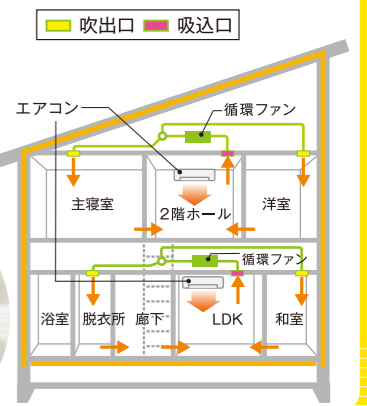 吹出口 吸込口
エアコン
循環ファン
主寝室
2階ホール
洋室
循環ファン
浴室
脱衣所
廊下
LDK
和室